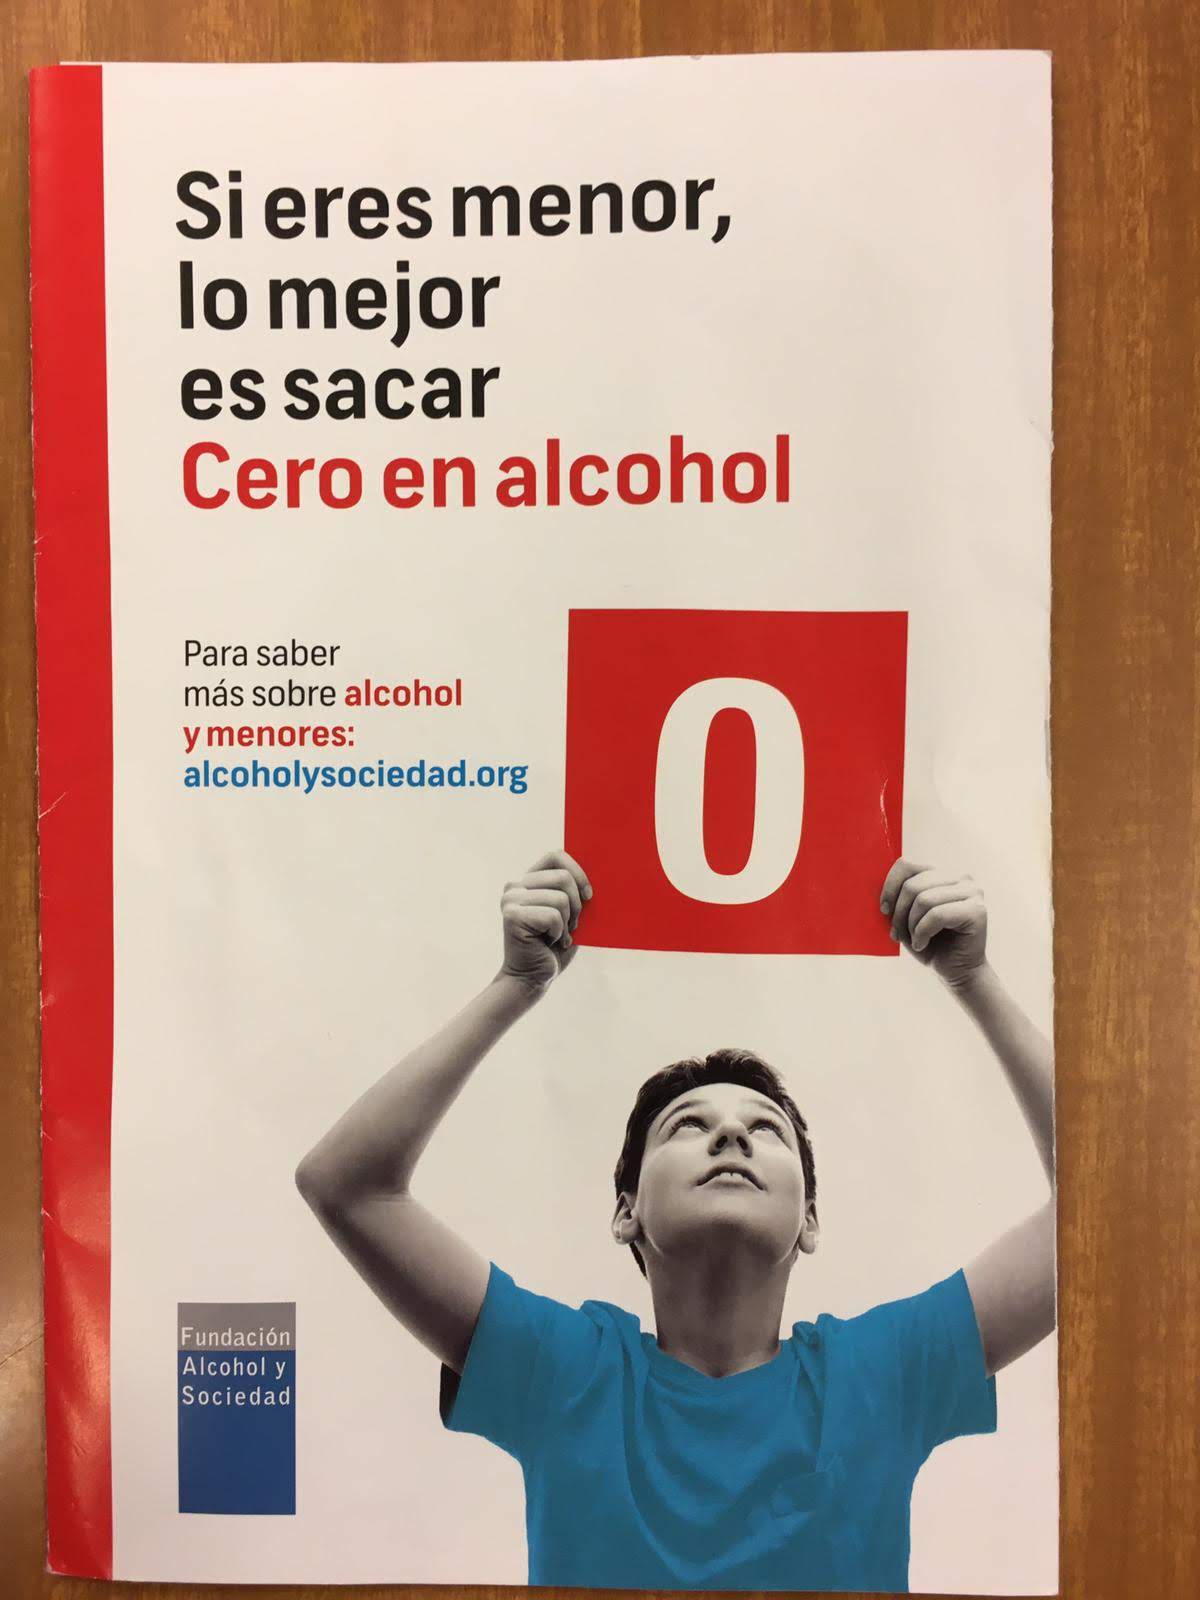 Si eres menor,
lo mejor
es sacar
Cero en alcohol
Para saber
más sobre alcohol
y menores:
alcoholysociedad.org
0
Fundación
Alcohol y
Sociedad